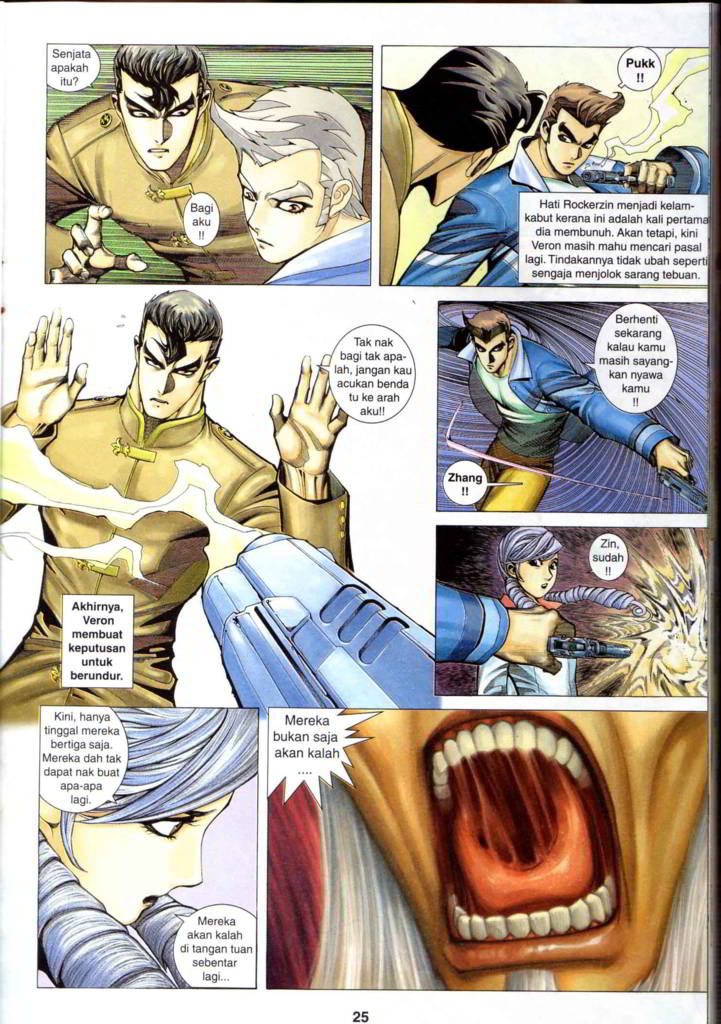 Senjata
apakah
itu?
Bagi
aku
!!
Pukk
!!
Hati Rockerzin menjadi kelam-
kabut kerana ini adalah kali pertama
dia membunuh. Akan tetapi, kini
Veron masih mahu mencari pasal
lagi. Tindakannya tidak ubah seperti
sengaja menjolok sarang tebuan.
Tak nak
bagi tak apa-
lah, jangan kau
acukan benda
tu ke arah
aku!!
Akhirnya,
Veron
membuat
keputusan
untuk
berundur.
Berhenti
sekarang
kalau kamu
masih sayang-
kan nyawa
kamu
!!
Zhang
!!
Zin,
sudah
!!
Kini, hanya
tinggal mereka
bertiga saja.
Mereka dah tak
dapat nak buat
apa-apa
lagi.
Mereka
akan kalah
di tangan tuan
sebentar
lagi...
Mereka
bukan saja
akan kalah
....
25